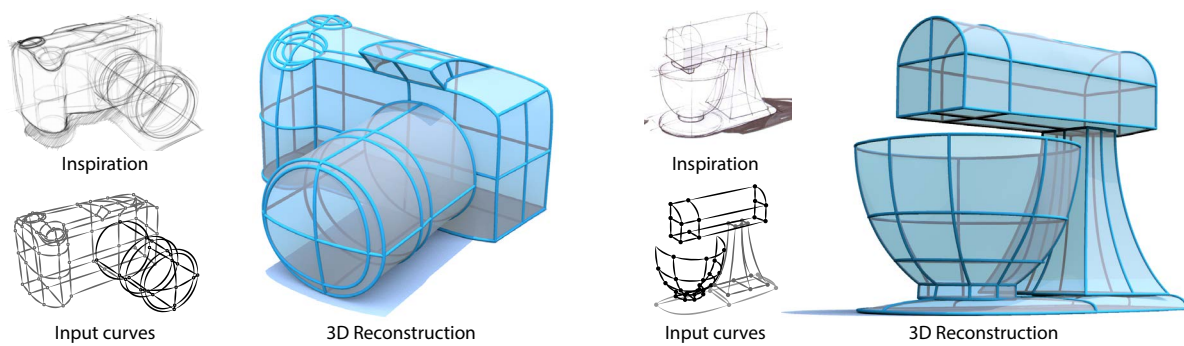 Inspiration
Input curves
3D Reconstruction
Inspiration
Input curves
3D Reconstruction